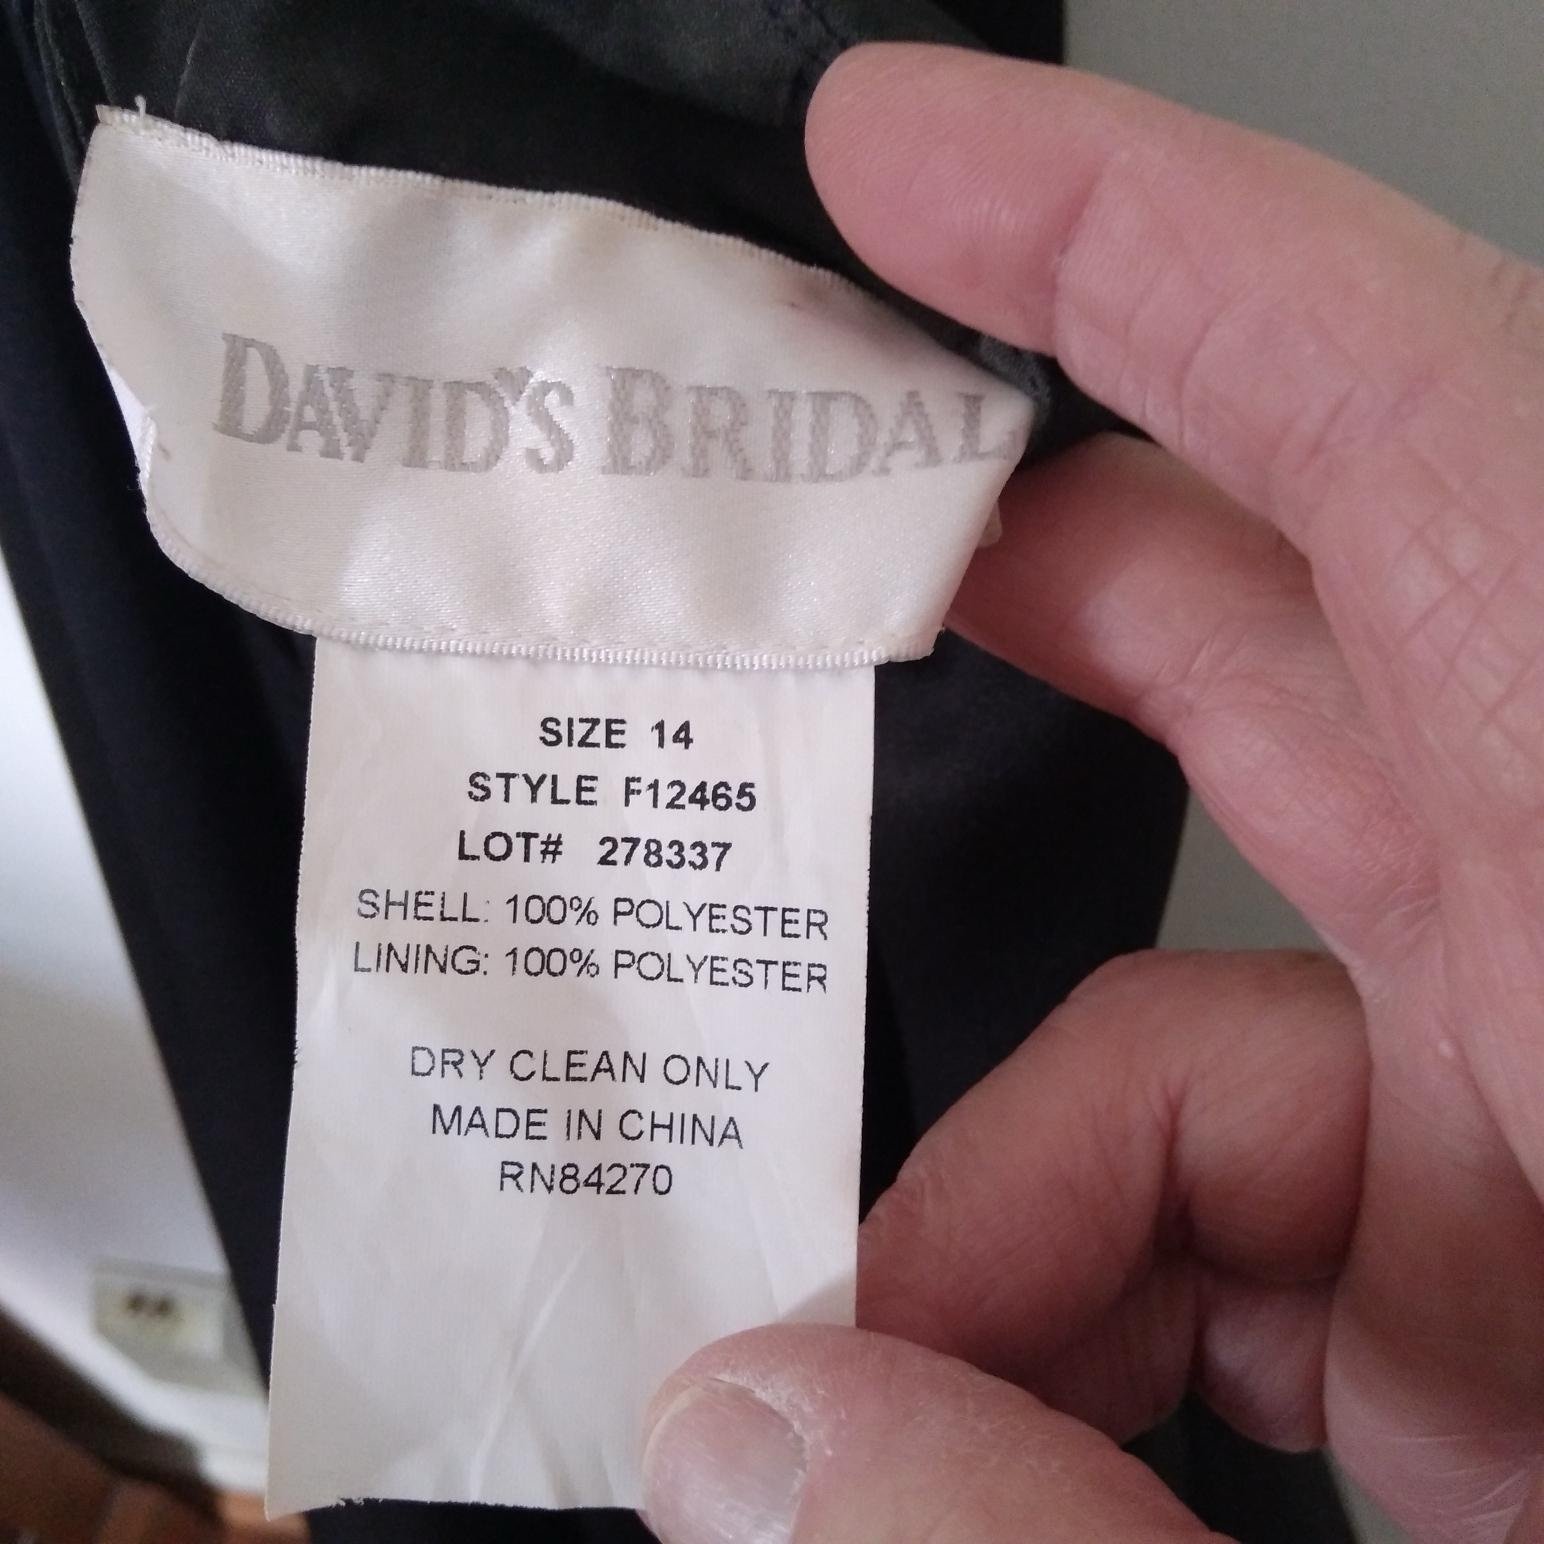 DAVID'S BRIDAL
SIZE 14
STYLE F12465
LOT# 278337
SHELL: 100% POLYESTER
LINING: 100% POLYESTER
DRY CLEAN ONLY
MADE IN CHINA
RN84270